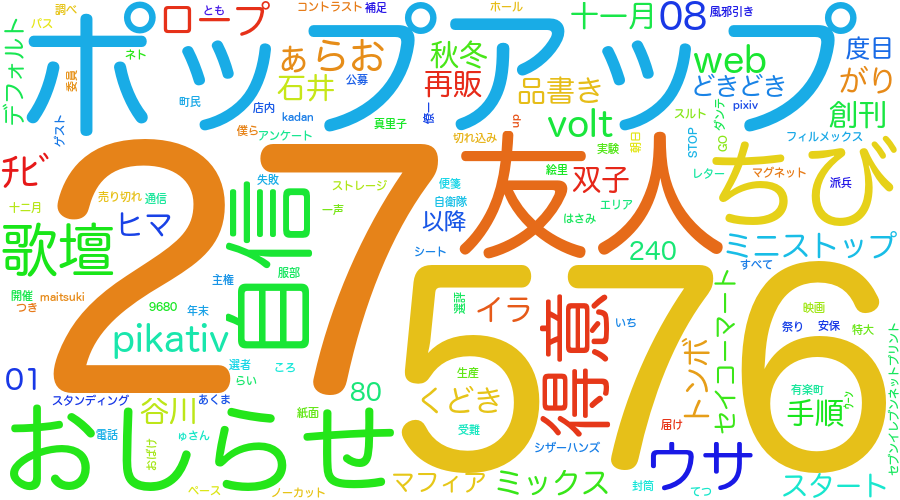 調べ
バス
ロープ
とも
コントラスト
補足
ホール
十一月
08
風邪引き
デフォルト
委員
ネト
ポップアップ
ぁらお
秋冬
web
度目
ゲスト
町民
店内
kadan
石井
公募
再販
品書き
どきどき
がり
僕ら
アンケート
真里子
切れ込み
up
volt
朝日
スルト
STOP
GO
ダンテ
pixiv
創刊
フィルメックス
チビ
27
失敗
ストレージ
友人
実験
絵里
双子
レター
マグネット
派兵
ちび
売り切れ
通信
十二月
ヒマ
自信
一声
便箋
自衛隊
以降
はさみ
エリア
歌壇
シート
240
ミニストップ
すべて
開催
maitsuki
つき
主権
服部
576
9680
年末
イラ
得意
いち
セイコーマート
映画
祭り
安保
特大
pikativ
選者
ころ
らい
生産
トンボ
セブンイレブンネットプリント
01
80
くどき
有楽町
手順
クーン
スタンディング
谷川
あくま
紙面
受難
届け
おしらせ
電話
ゅさん
おばけ
シザーハンズ
ウサ
ペース
ノーカット
マフィア
ミックス
封筒
てつ
スタート